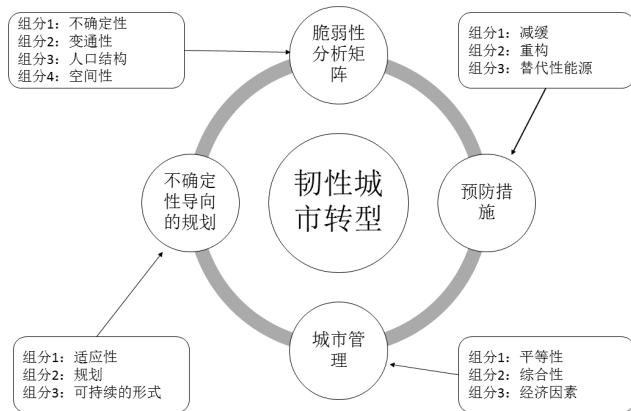 组分1: 不确定性
组分2: 变通性
组分3: 人口结构
组分4: 空间性
脆弱性
分析矩
阵
组分1: 减缓
组分2: 重构
组分3: 替代性能源
不确定
性导向
的规划
韧性城
市转型
预防措
施
城市管
理
组分1: 适应性
组分2: 规划
组分3: 可持续的形式
组分1: 平等性
组分2: 综合性
组分3: 经济因素